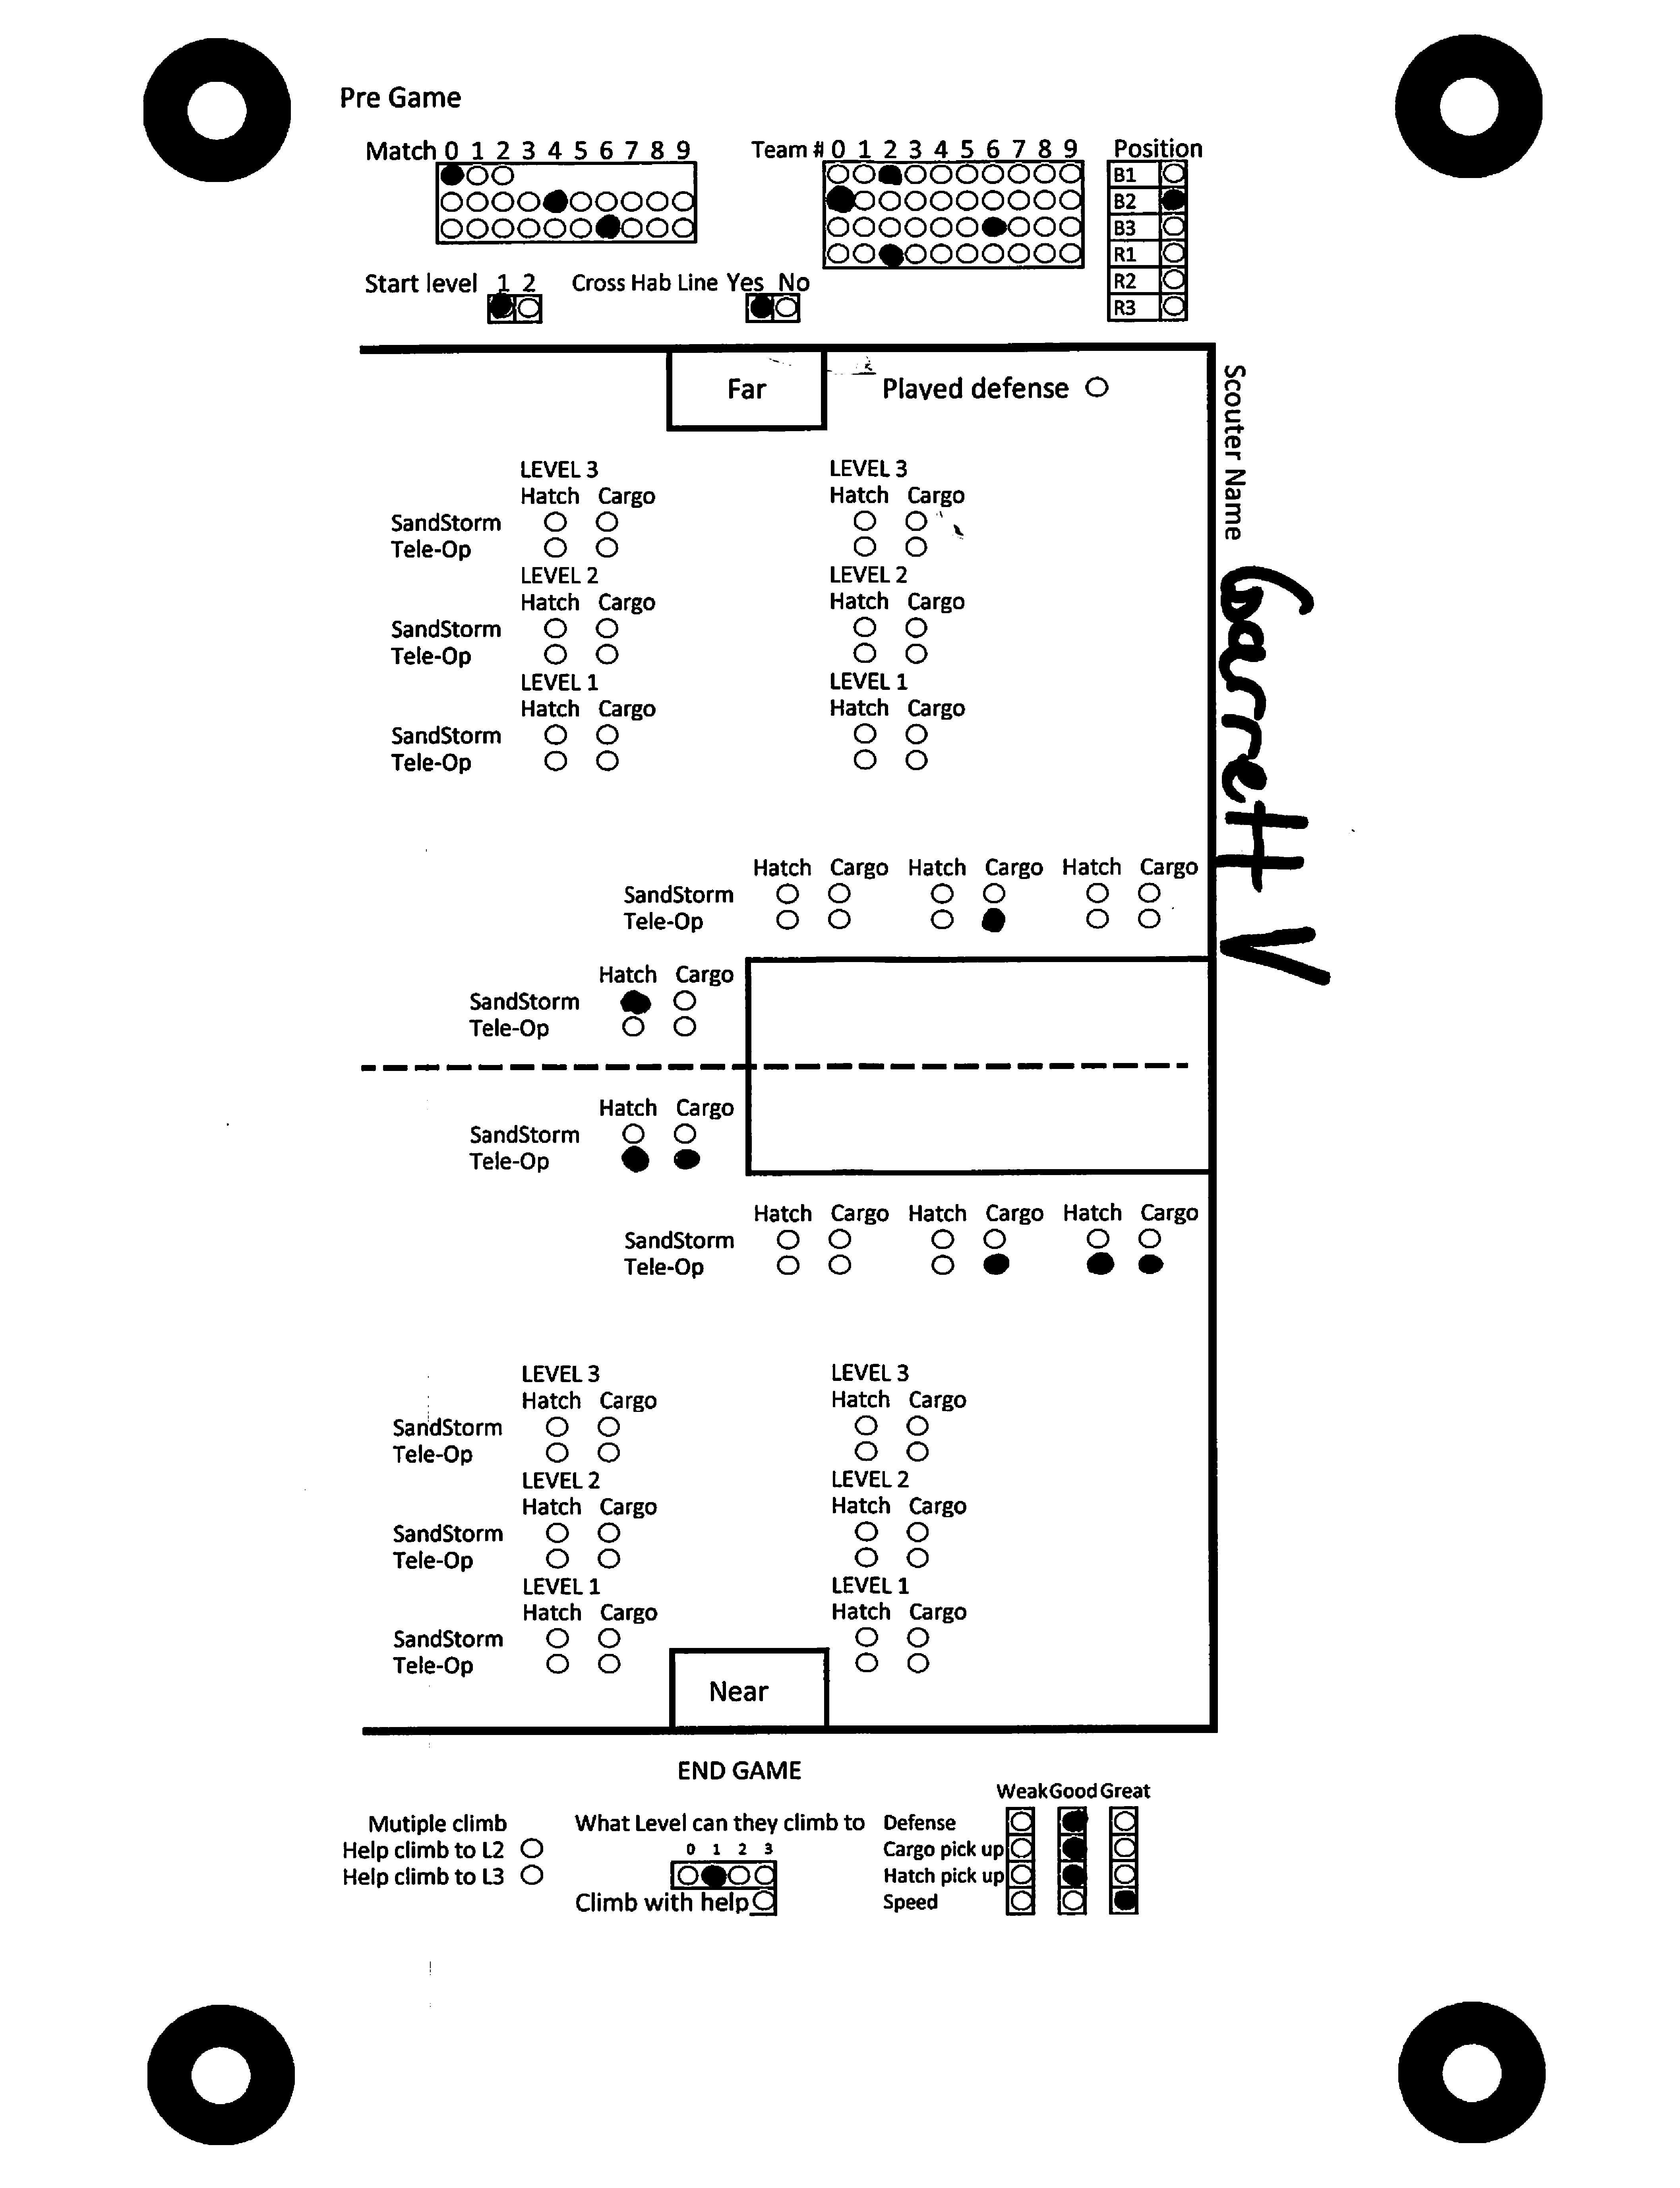 Pre Game
Match 0 1 2 3 4 5 6 7 8 9
Team # 0 1 2 3 4 5 6 7 8 9
Position
B1
B2
B3
R1
R2
R3
Start level 1 2
Cross Hab Line Yes No
Far
Played defense
Scouter Name Garrett V
LEVEL 3 LEVEL 3
Hatch Cargo Hatch Cargo
SandStorm
Tele-Op
LEVEL 2 LEVEL 2
Hatch Cargo Hatch Cargo
SandStorm
Tele-Op
LEVEL 1 LEVEL 1
Hatch Cargo Hatch Cargo
SandStorm
Tele-Op
Hatch Cargo Hatch Cargo Hatch Cargo
SandStorm
Tele-Op
Hatch Cargo
SandStorm
Tele-Op
Hatch Cargo
SandStorm
Tele-Op
Hatch Cargo Hatch Cargo Hatch Cargo
SandStorm
Tele-Op
LEVEL 3 LEVEL 3
Hatch Cargo Hatch Cargo
SandStorm
Tele-Op
LEVEL 2 LEVEL 2
Hatch Cargo Hatch Cargo
SandStorm
Tele-Op
LEVEL 1 LEVEL 1
Hatch Cargo Hatch Cargo
SandStorm
Tele-Op
Near
END GAME
Mutiple climb
Help climb to L2
Help climb to L3
What Level can they climb to
0 1 2 3
Climb with help
Weak Good Great
Defense
Cargo pick up
Hatch pick up
Speed